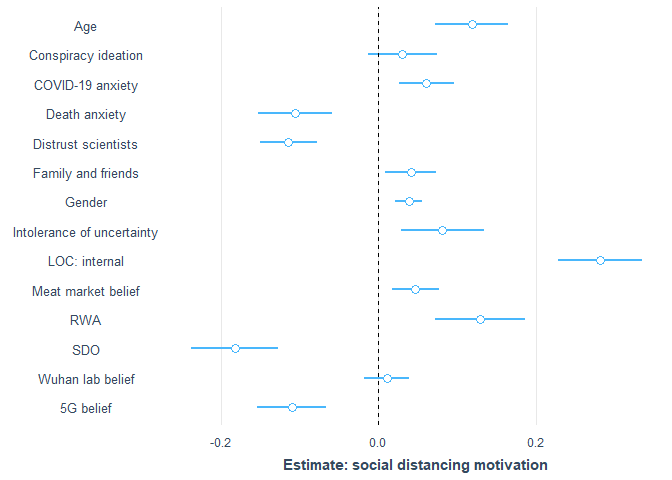 Age
Conspiracy ideation
COVID-19 anxiety
Death anxiety
Distrust scientists
Family and friends
Gender
Intolerance of uncertainty
LOC: internal
Meat market belief
RWA
SDO
Wuhan lab belief
5G belief
-0.2 0.0 0.2
Estimate: social distancing motivation